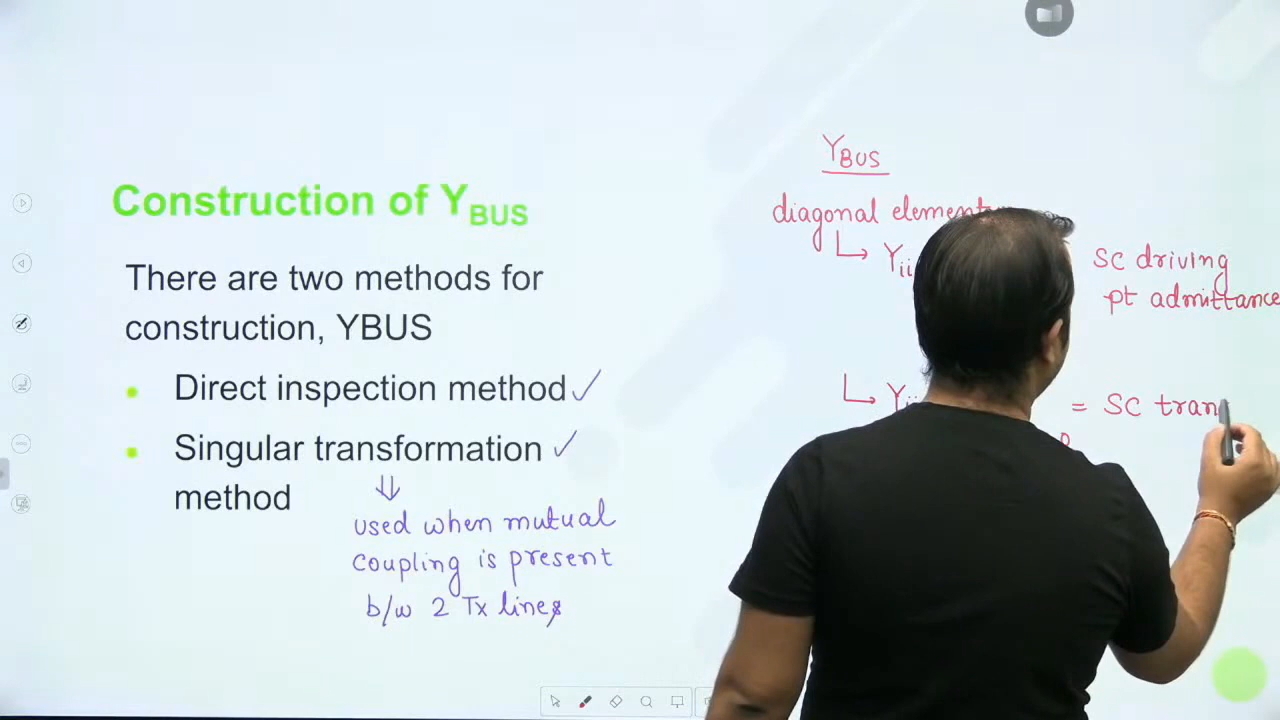 Construction of YBUS
There are two methods for
construction, YBUS
Direct inspection method
Singular transformation
method
used when mutual
coupling is present
b/w 2 Tx lines
YBUS
diagonal
Yii
SC driving
pt admittance
= SC tran